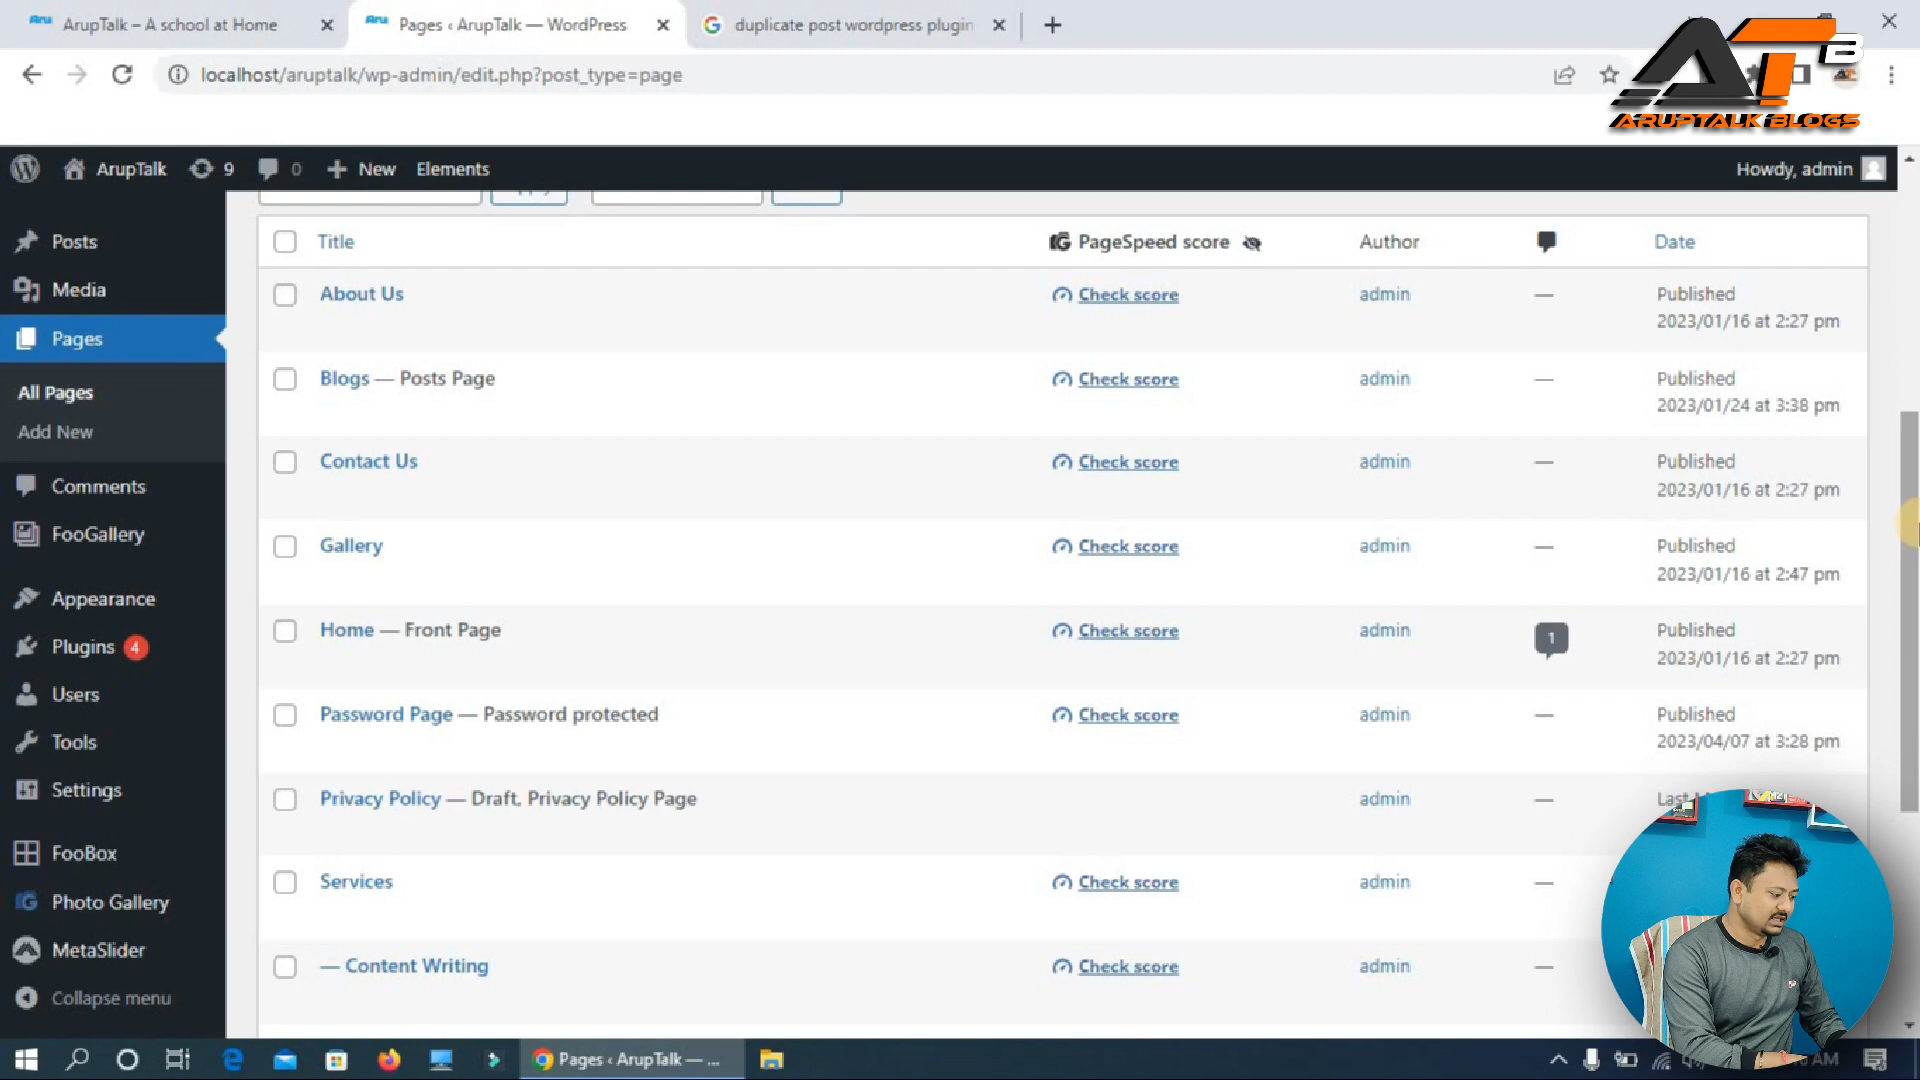 ArupTalk – A school at Home
Pages ‹ ArupTalk — WordPress
duplicate post wordpress plugin
localhost/aruptalk/wp-admin/edit.php?post_type=page
ATB
ARUPTALK BLOGS
ArupTalk
9
0
New
Elements
Howdy, admin
Posts
Media
Pages
All Pages
Add New
Comments
FooGallery
Appearance
Plugins 4
Users
Tools
Settings
FooBox
Photo Gallery
MetaSlider
Collapse menu
Title
PageSpeed score
Author
Date
About Us
Check score
admin
—
Published
2023/01/16 at 2:27 pm
Blogs — Posts Page
Check score
admin
—
Published
2023/01/24 at 3:38 pm
Contact Us
Check score
admin
—
Published
2023/01/16 at 2:27 pm
Gallery
Check score
admin
—
Published
2023/01/16 at 2:47 pm
Home — Front Page
Check score
admin
1
Published
2023/01/16 at 2:27 pm
Password Page — Password protected
Check score
admin
—
Published
2023/04/07 at 3:28 pm
Privacy Policy — Draft, Privacy Policy Page
admin
—
Services
Check score
admin
—
— Content Writing
Check score
admin
—
Pages ‹ ArupTalk — ...
AM